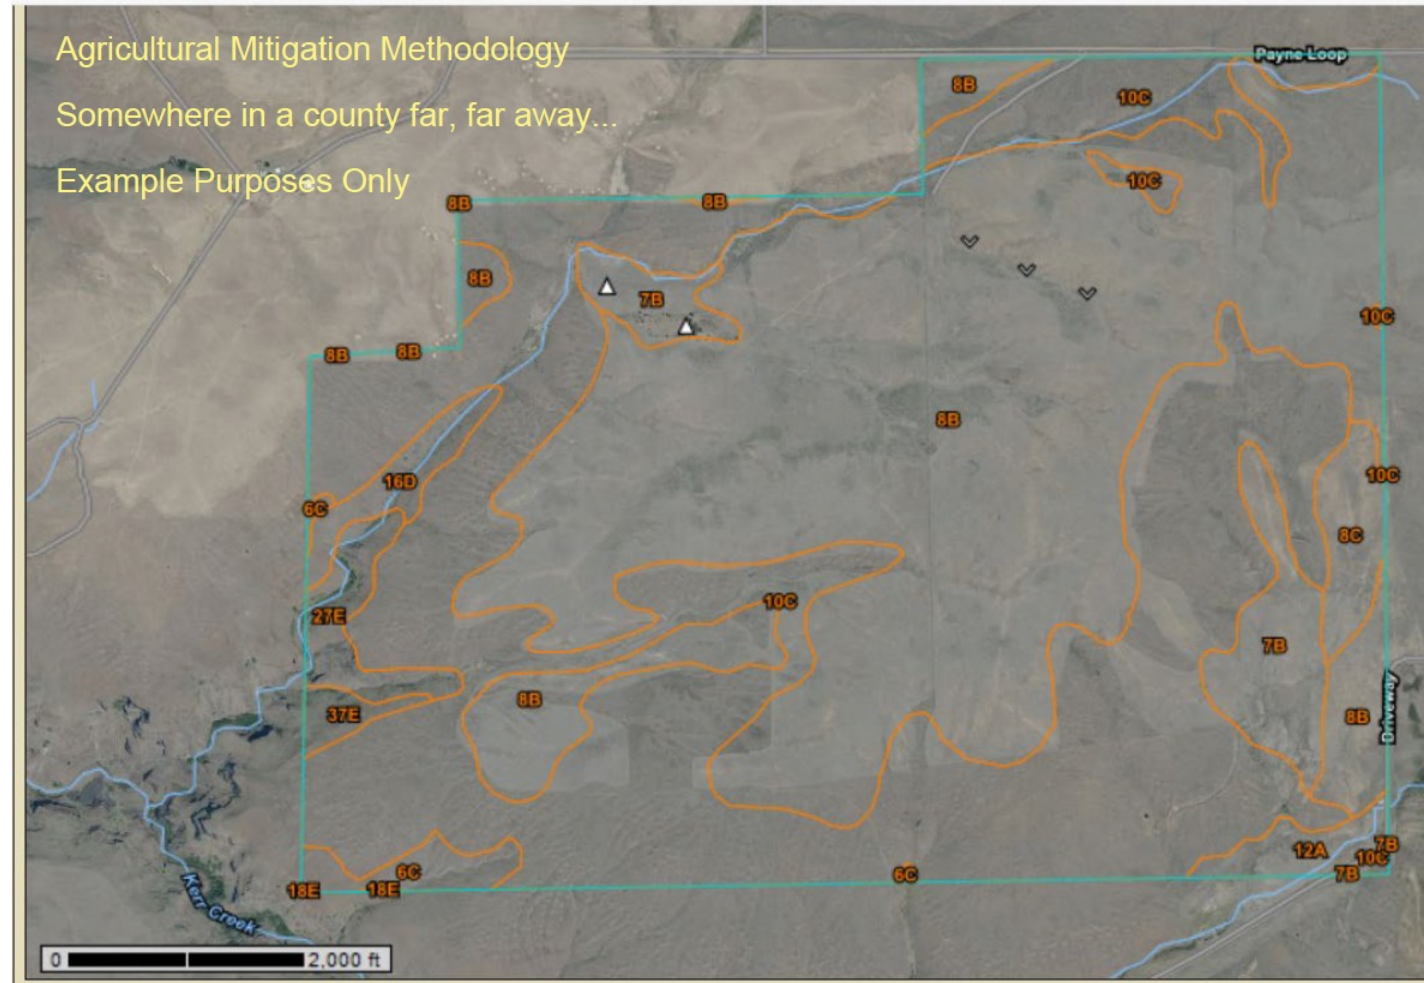 Agricultural Mitigation Methodology
Somewhere in a county far, far away...
Example Purposes Only
Payne Loop
8B
10C
10C
8B
8B
8B
7B
10C
8B
8B
8B
10C
16D
6C
8C
10C
27E
7B
8B
37E
8B
Driveway
12A
7B
10C
7B
6C
6C
18E
18E
Kerr Creek
0 2,000 ft